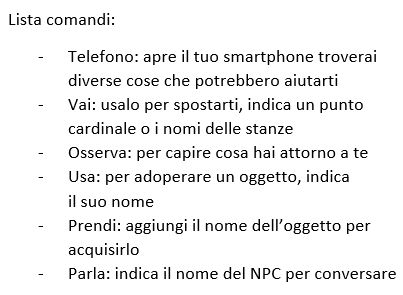 Lista comandi:
- Telefono: apre il tuo smartphone troverai
diverse cose che potrebbero aiutarti
- Vai: usalo per spostarti, indica un punto
cardinale o i nomi delle stanze
- Osserva: per capire cosa hai attorno a te
- Usa: per adoperare un oggetto, indica
il suo nome
- Prendi: aggiungi il nome dell’oggetto per
acquisirlo
- Parla: indica il nome del NPC per conversare